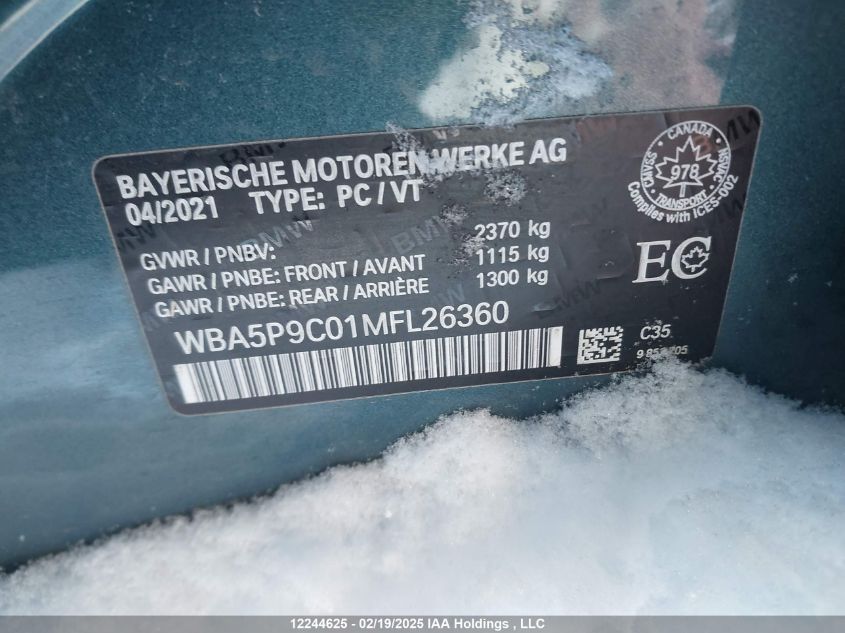 BAYERISCHE MOTOREN WERKE AG
04/2021 TYPE: PC/VT
GVWR / PNBV: 2370 kg
GAWR / PNBE: FRONT / AVANT 1115 kg
GAWR / PNBE: REAR / ARRIÈRE 1300 kg
WBA5P9C01MFL26360
CANADA
978
TRANSPORT
Complies with ICES-002
EC
C35
12244625 - 02/19/2025 IAA Holdings , LLC